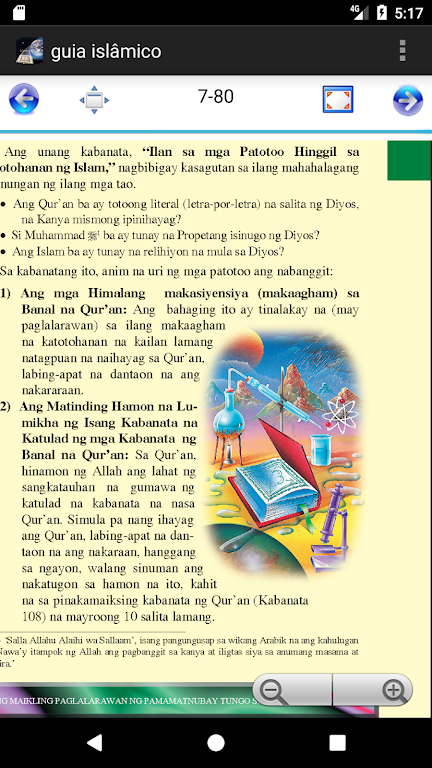 4G 5:17
guia islâmico
7-80
Ang unang kabanata, “Ilan sa mga Patotoo Hinggil sa
otohanan ng Islam,” nagbibigay kasagutan sa ilang mahahalagang
nungan ng ilang mga tao.
• Ang Qur’an ba ay totoong literal (letra-por-letra) na salita ng Diyos,
na Kanya mismong ipinihayag?
• Si Muhammad ﷺ1 ba ay tunay na Propetang isinugo ng Diyos?
• Ang Islam ba ay tunay na relihiyon na mula sa Diyos?
Sa kabanatang ito, anim na uri ng mga patotoo ang nabanggit:
1) Ang mga Himalang makasiyensiya (makaagham) sa
Banal na Qur’an: Ang bahaging ito ay tinalakay na (may
paglalarawan) sa ilang makaagham
na katotohanan na kailan lamang
natagpuan na naihayag sa Qur’an,
labing-apat na dantaon na ang
nakararaan.
2) Ang Matinding Hamon na Lu-
mikha ng Isang Kabanata na
Katulad ng mga Kabanata ng
Banal na Qur’an: Sa Qur’an,
hinamon ng Allah ang lahat ng
sangkatauhan na gumawa ng
katulad na kabanata na nasa
Qur’an. Simula pa nang ihayag
ang Qur’an, labing-apat na dan-
taon na ang nakaraan, hanggang
sa ngayon, walang sinuman ang
nakatugon sa hamon na ito, kahit
na sa pinakamaiksing kabanata ng Qur’an (Kabanata
108) na mayroong 10 salita lamang.
‘Salla Allahu Alaihi wa Sallaam’, isang pangungusap sa wikang Arabik na ang kahulugan
Nawa’y itampok ng Allah ang pagbanggit sa kanya at iligtas siya sa anumang masama at
ira.’
NG MAIKLING PAGLALARAWAN NG PAMAMATNUBAY TUNGO S